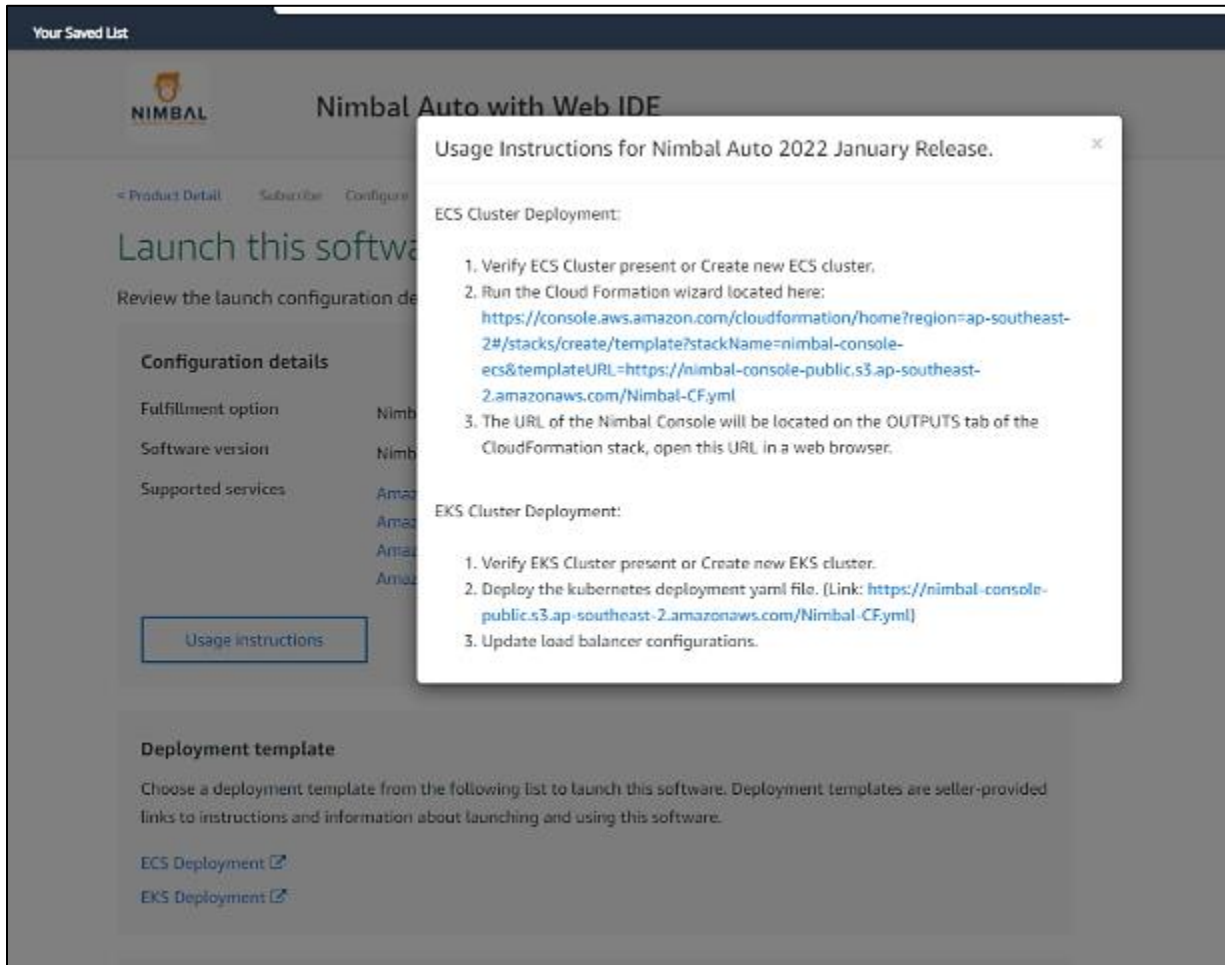 Your Saved List
NIMBAL
Nimbal Auto with Web IDE
Usage Instructions for Nimbal Auto 2022 January Release.
×
< Product Detail Subscribe Configure
ECS Cluster Deployment:
Launch this softwa
1. Verify ECS Cluster present or Create new ECS cluster.
2. Run the Cloud Formation wizard located here:
Review the launch configuration de
https://console.aws.amazon.com/cloudformation/home?region=ap-southeast-
2#/stacks/create/template?stackName=nimbal-console-
ecs&templateURL=https://nimbal-console-public.s3.ap-southeast-
2.amazonaws.com/Nimbal-CF.yml
3. The URL of the Nimbal Console will be located on the OUTPUTS tab of the
CloudFormation stack, open this URL in a web browser.
Configuration details
Fulfillment option Nimb
Software version Nimb
Supported services Amaz
Amaz
Amaz
Amaz
EKS Cluster Deployment:
1. Verify EKS Cluster present or Create new EKS cluster.
2. Deploy the kubernetes deployment yaml file. (Link: https://nimbal-console-
public.s3.ap-southeast-2.amazonaws.com/Nimbal-CF.yml)
3. Update load balancer configurations.
Usage instructions
Deployment template
Choose a deployment template from the following list to launch this software. Deployment templates are seller-provided
links to instructions and information about launching and using this software.
ECS Deployment
EKS Deployment